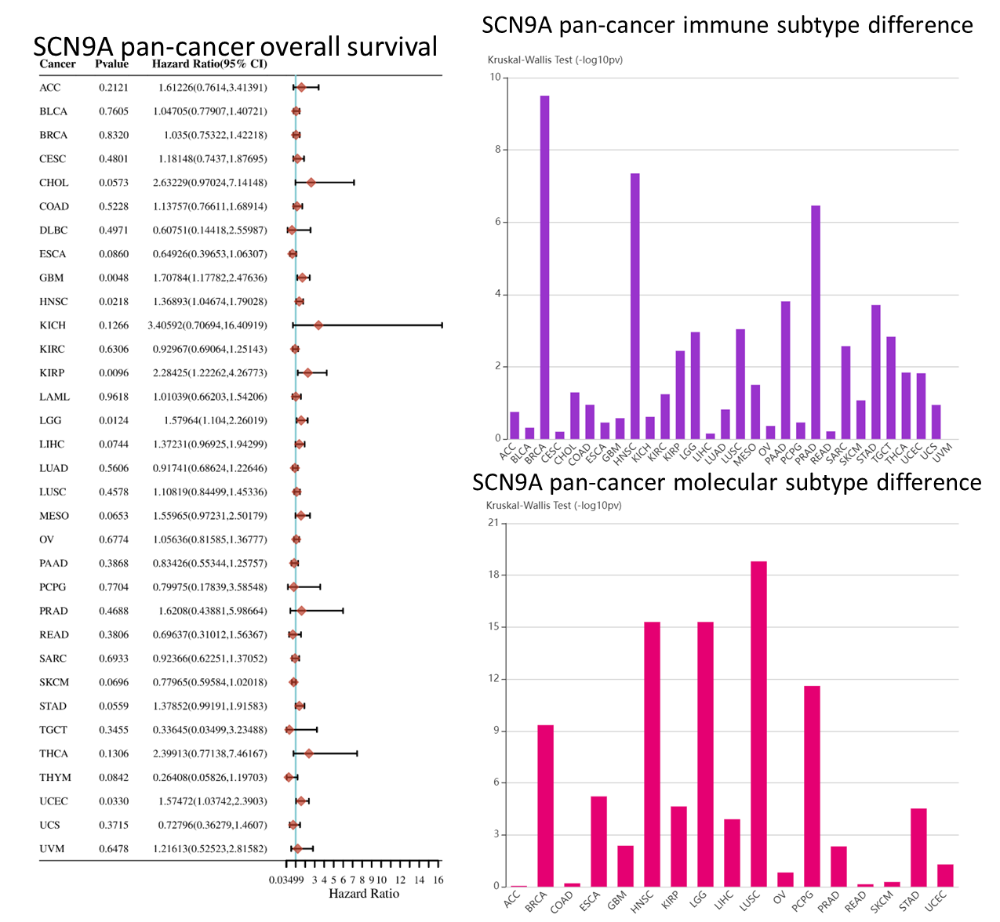 SCN9A pan-cancer overall survival
Cancer Pvalue Hazard Ratio(95% CI)
ACC 0.2121 1.61226(0.7614,3.41391)
BLCA 0.7605 1.04705(0.77907,1.40721)
BRCA 0.8320 1.035(0.75322,1.42218)
CESC 0.4801 1.18148(0.7437,1.87695)
CHOL 0.0573 2.63229(0.97024,7.14148)
COAD 0.5228 1.13757(0.76611,1.68914)
DLBC 0.4971 0.60751(0.14418,2.55987)
ESCA 0.0860 0.64926(0.39653,1.06307)
GBM 0.0048 1.70784(1.17782,2.47636)
HNSC 0.0218 1.36893(1.04674,1.79028)
KICH 0.1266 3.40592(0.70694,16.40919)
KIRC 0.6306 0.92967(0.69064,1.25143)
KIRP 0.0096 2.28425(1.22262,4.26773)
LAML 0.9618 1.01039(0.66203,1.54206)
LGG 0.0124 1.57964(1.104,2.26019)
LIHC 0.0744 1.37231(0.96925,1.94299)
LUAD 0.5606 0.91741(0.68624,1.22646)
LUSC 0.4578 1.10819(0.84499,1.45336)
MESO 0.0653 1.55965(0.97231,2.50179)
OV 0.6774 1.05636(0.81585,1.36777)
PAAD 0.3868 0.83426(0.55344,1.25757)
PCPG 0.7704 0.79975(0.17839,3.58548)
PRAD 0.4688 1.6208(0.43881,5.98664)
READ 0.3806 0.69637(0.31012,1.56367)
SARC 0.6933 0.92366(0.62251,1.37052)
SKCM 0.0696 0.77965(0.59584,1.02018)
STAD 0.0559 1.37852(0.99191,1.91583)
TGCT 0.3455 0.33645(0.03499,3.23488)
THCA 0.1306 2.39913(0.77138,7.46167)
THYM 0.0842 0.26408(0.05826,1.19703)
UCEC 0.0330 1.57472(1.03742,2.3903)
UCS 0.3715 0.72796(0.36279,1.4607)
UVM 0.6478 1.21613(0.52523,2.81582)
0.03499 3 4 5 6 7 8 9 10 12 14 16
Hazard Ratio
SCN9A pan-cancer immune subtype difference
Kruskal-Wallis Test (-log10pv)
10
8
6
4
2
0
ACC BLCA BRCA CESC CHOL COAD ESCA GBM HNSC KICH KIRC KIRP LGG LIHC LUAD LUSC MESO OV PAAD PCPG PRAD READ SARC SKCM STAD TGCT THCA UCEC UCS UVM
SCN9A pan-cancer molecular subtype difference
Kruskal-Wallis Test (-log10pv)
21
18
15
12
9
6
3
0
ACC BRCA COAD ESCA GBM HNSC KIRP LGG LIHC LUSC OV PCPG PRAD READ SKCM STAD UCEC